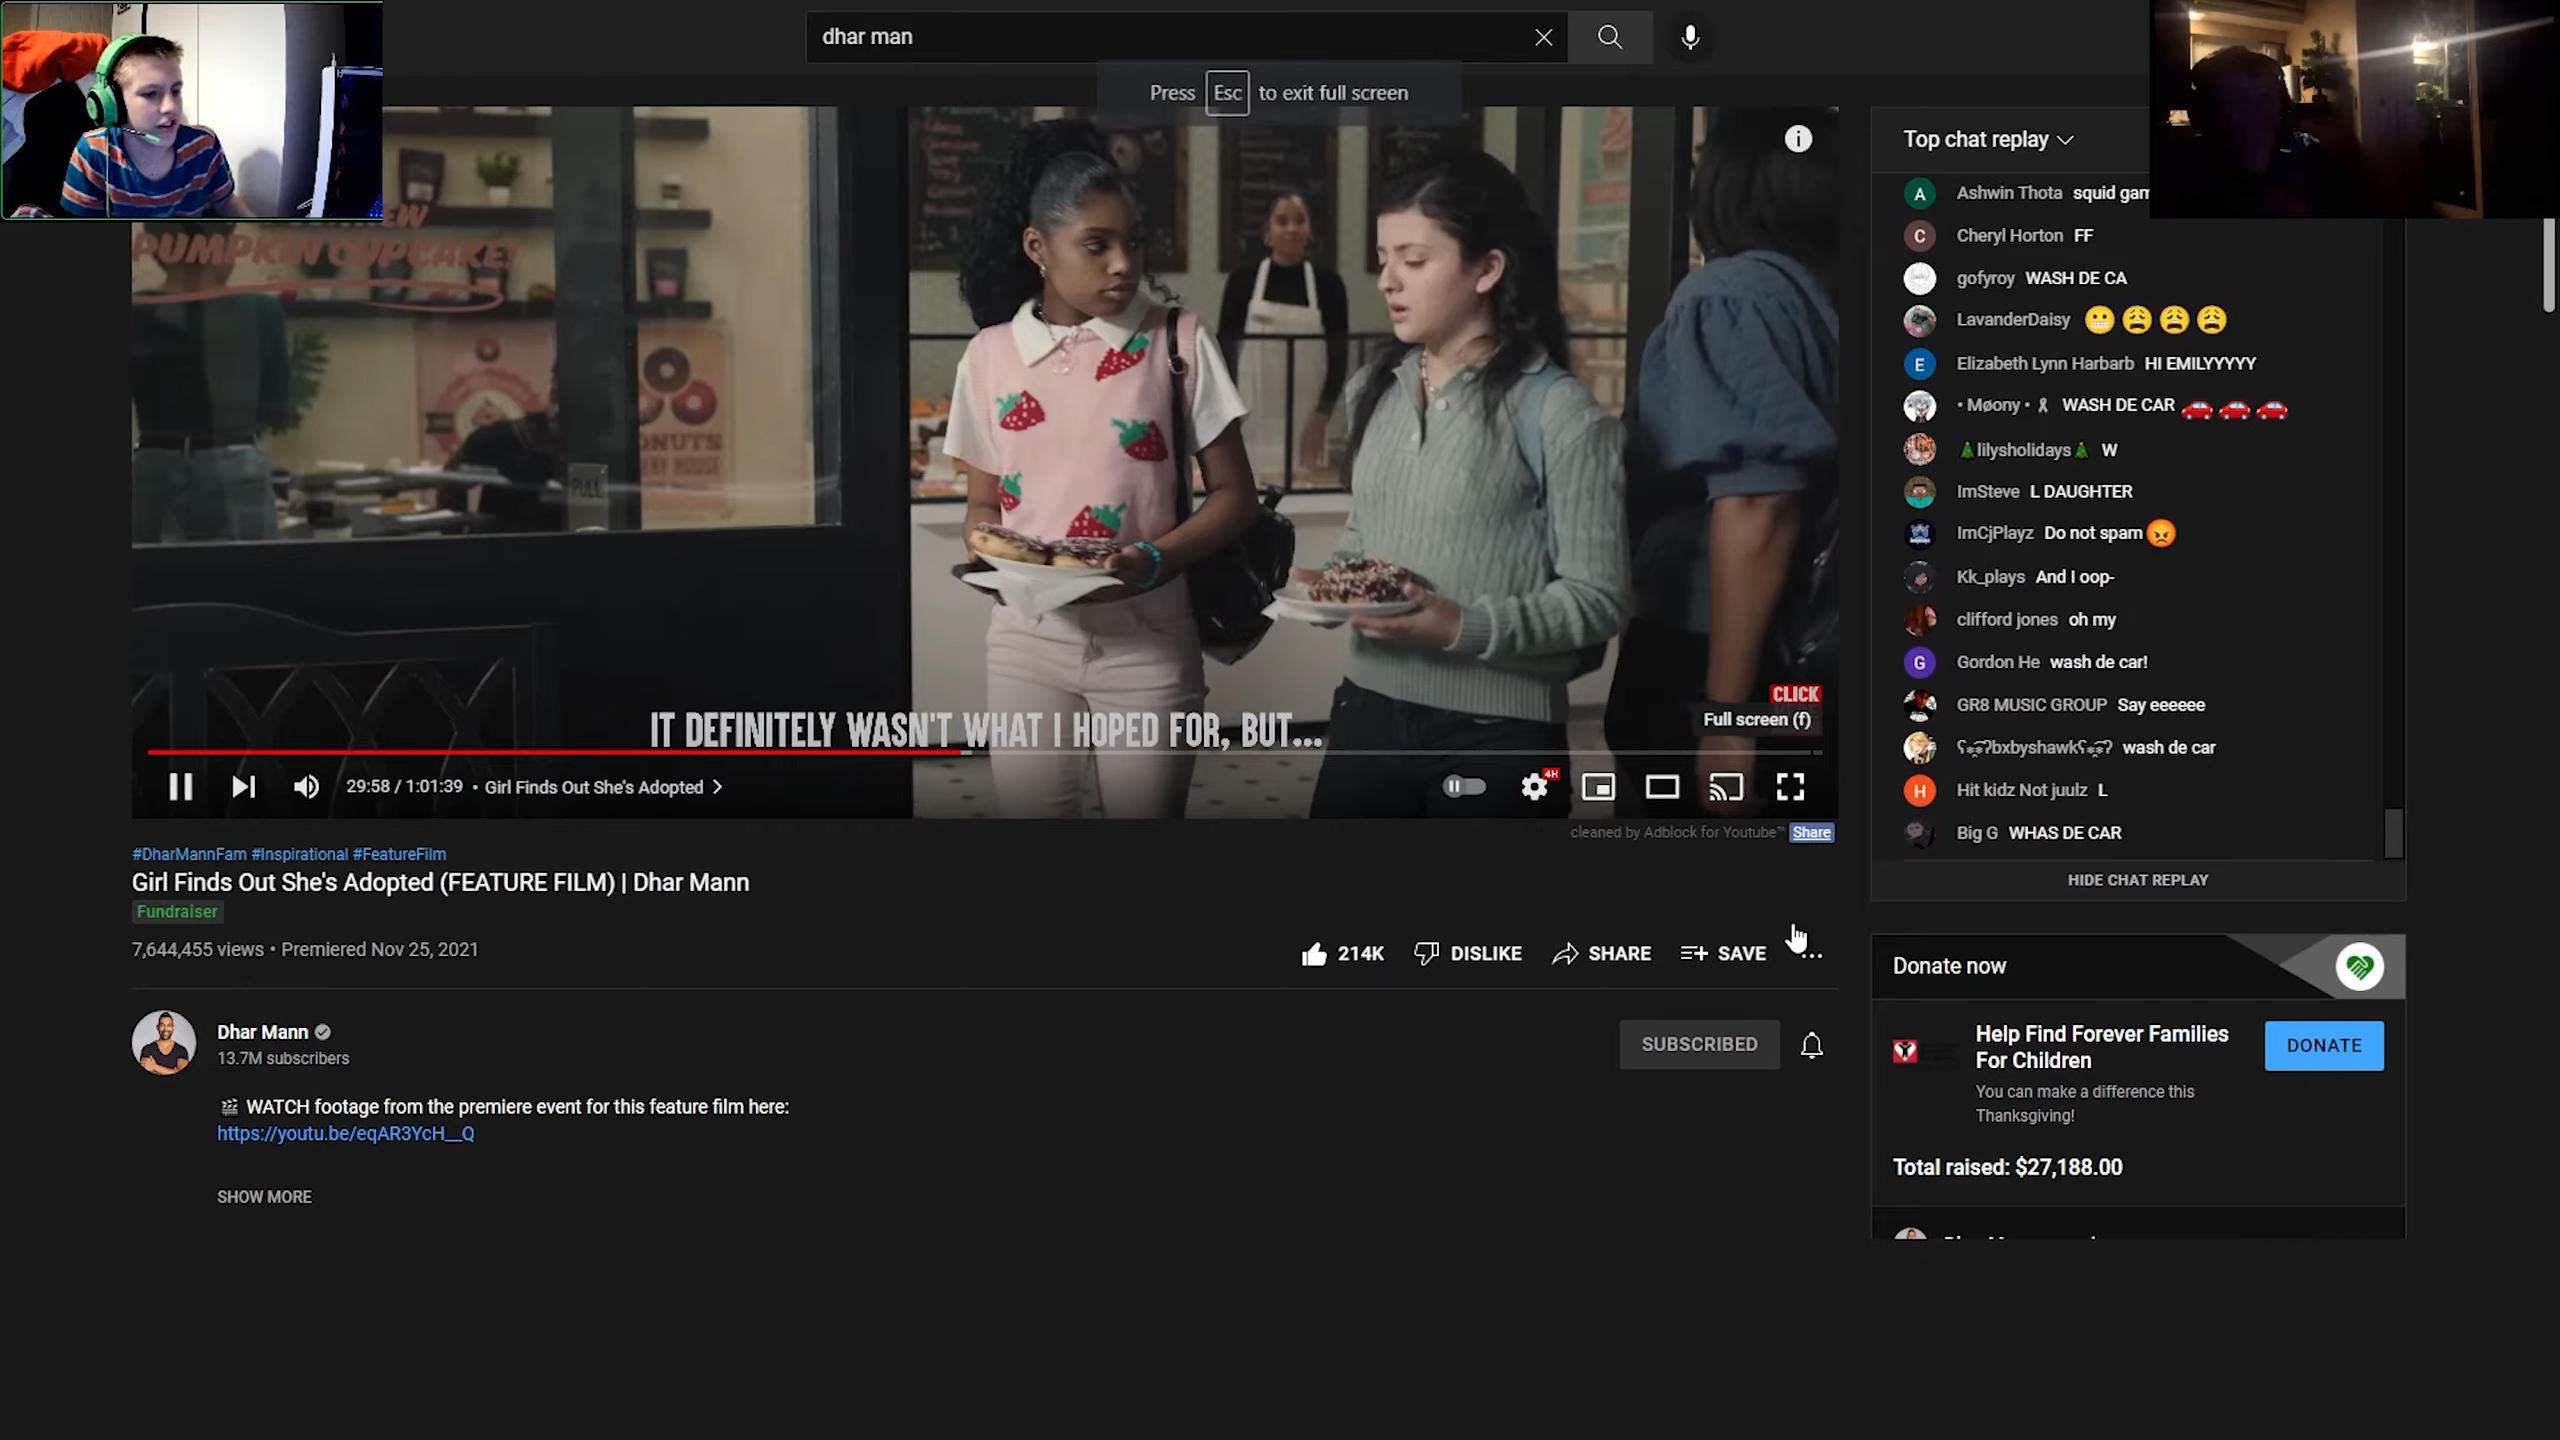 dhar man
Press Esc to exit full screen
PUMPKIN CUPCAKE!
DONUTS
PULL
IT DEFINITELY WASN'T WHAT I HOPED FOR, BUT...
CLICK
Full screen (f)
29:58 / 1:01:39 • Girl Finds Out She's Adopted
4K
cleaned by Adblock for Youtube™ Share
#DharMannFam #Inspirational #FeatureFilm
Girl Finds Out She's Adopted (FEATURE FILM) | Dhar Mann
Fundraiser
7,644,455 views • Premiered Nov 25, 2021
214K DISLIKE SHARE SAVE
Dhar Mann
13.7M subscribers
SUBSCRIBED
🎬 WATCH footage from the premiere event for this feature film here:
https://youtu.be/eqAR3YcH__Q
SHOW MORE
Top chat replay
A Ashwin Thota squid gam
C Cheryl Horton FF
gofyroy WASH DE CA
LavanderDaisy 😬😩😩😩
E Elizabeth Lynn Harbarb HI EMILYYYYY
• Møony • 🎗 WASH DE CAR 🚗🚗🚗
🎄lilysholidays🎄 W
ImSteve L DAUGHTER
ImCjPlayz Do not spam😡
Kk_plays And I oop-
clifford jones oh my
G Gordon He wash de car!
GR8 MUSIC GROUP Say eeeeee
bxbyshawk wash de car
H Hit kidz Not juulz L
Big G WHAS DE CAR
HIDE CHAT REPLAY
Donate now
Help Find Forever Families
For Children
You can make a difference this
Thanksgiving!
DONATE
Total raised: $27,188.00